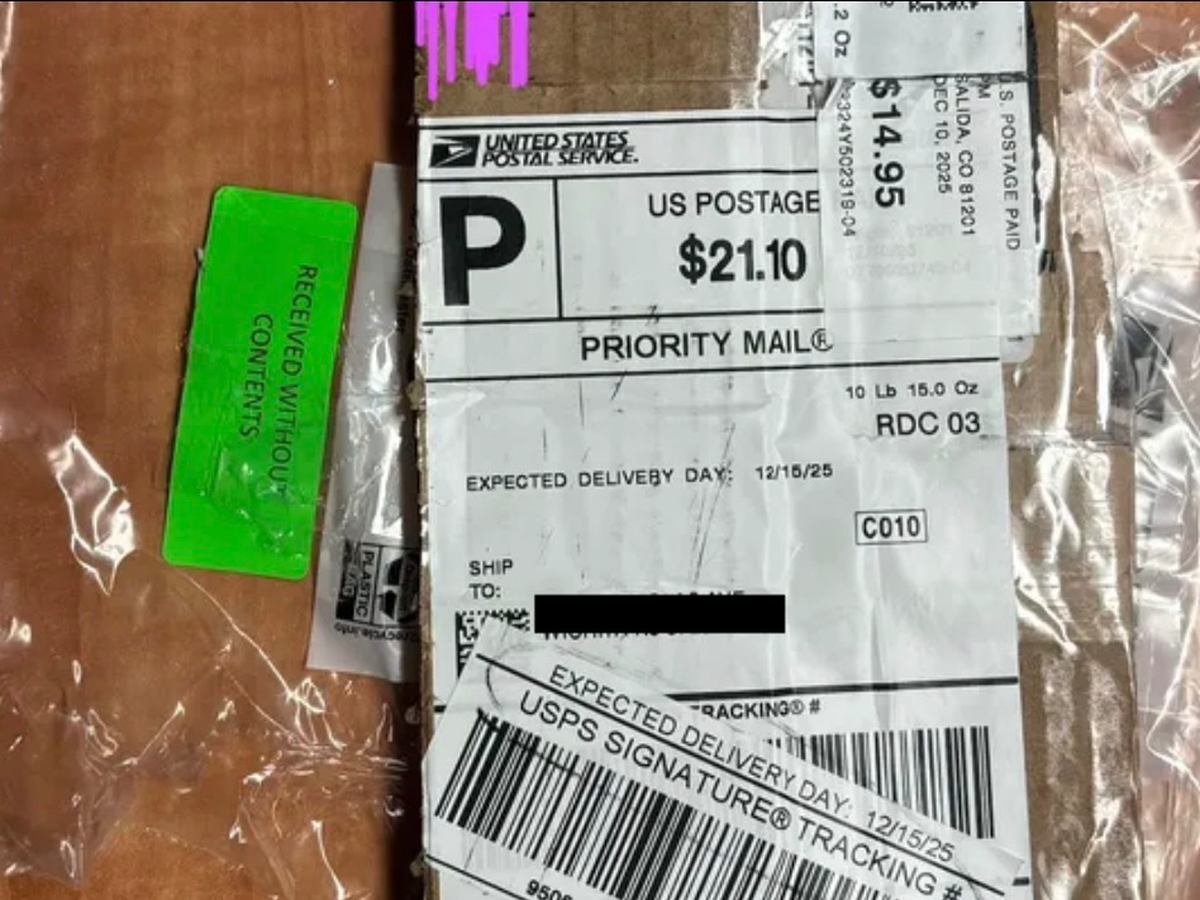 RECEIVED WITHOUT
CONTENTS
PLASTIC
UNITED STATES
POSTAL SERVICE.
P
US POSTAGE
$21.10
PRIORITY MAIL®
10 Lb 15.0 Oz
RDC 03
EXPECTED DELIVERY DAY: 12/15/25
C010
SHIP
TO:
TRACKING® #
EXPECTED DELIVERY DAY: 12/15/25
USPS SIGNATURE® TRACKING #
U.S. POSTAGE PAID
PM
SALIDA, CO 81201
DEC 10, 2025
$14.95